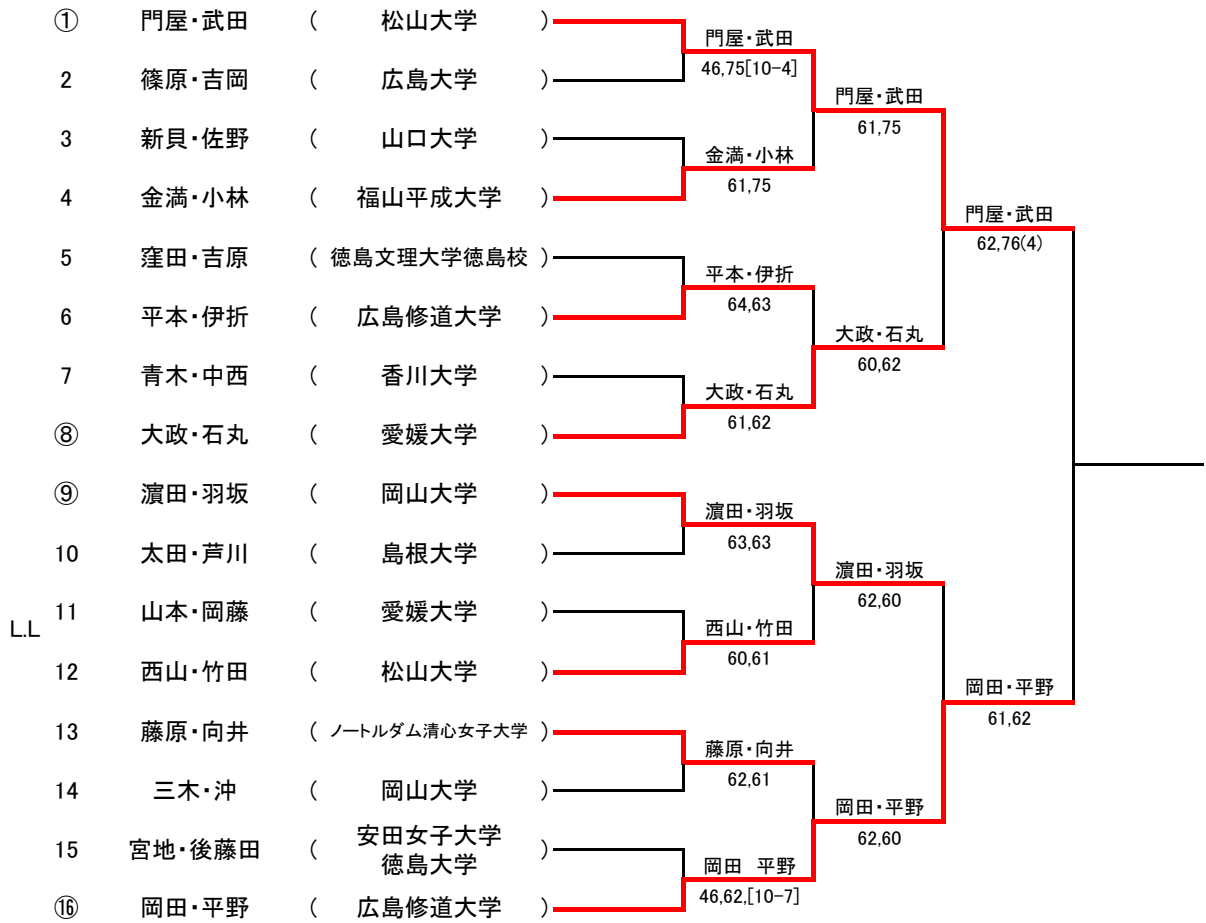 ① 門屋・武田 ( 松山大学 )
2 篠原・吉岡 ( 広島大学 )
3 新貝・佐野 ( 山口大学 )
4 金満・小林 ( 福山平成大学 )
5 窪田・吉原 ( 徳島文理大学徳島校 )
6 平本・伊折 ( 広島修道大学 )
7 青木・中西 ( 香川大学 )
⑧ 大政・石丸 ( 愛媛大学 )
⑨ 濵田・羽坂 ( 岡山大学 )
10 太田・芦川 ( 島根大学 )
L.L 11 山本・岡藤 ( 愛媛大学 )
12 西山・竹田 ( 松山大学 )
13 藤原・向井 ( ノートルダム清心女子大学 )
14 三木・沖 ( 岡山大学 )
15 宮地・後藤田 ( 安田女子大学
徳島大学 )
⑯ 岡田・平野 ( 広島修道大学 )
門屋・武田
46,75[10-4]
金満・小林
61,75
平本・伊折
64,63
大政・石丸
61,62
濵田・羽坂
63,63
西山・竹田
60,61
藤原・向井
62,61
岡田　平野
46,62,[10-7]
門屋・武田
61,75
大政・石丸
60,62
濵田・羽坂
62,60
岡田・平野
62,60
門屋・武田
62,76(4)
岡田・平野
61,62